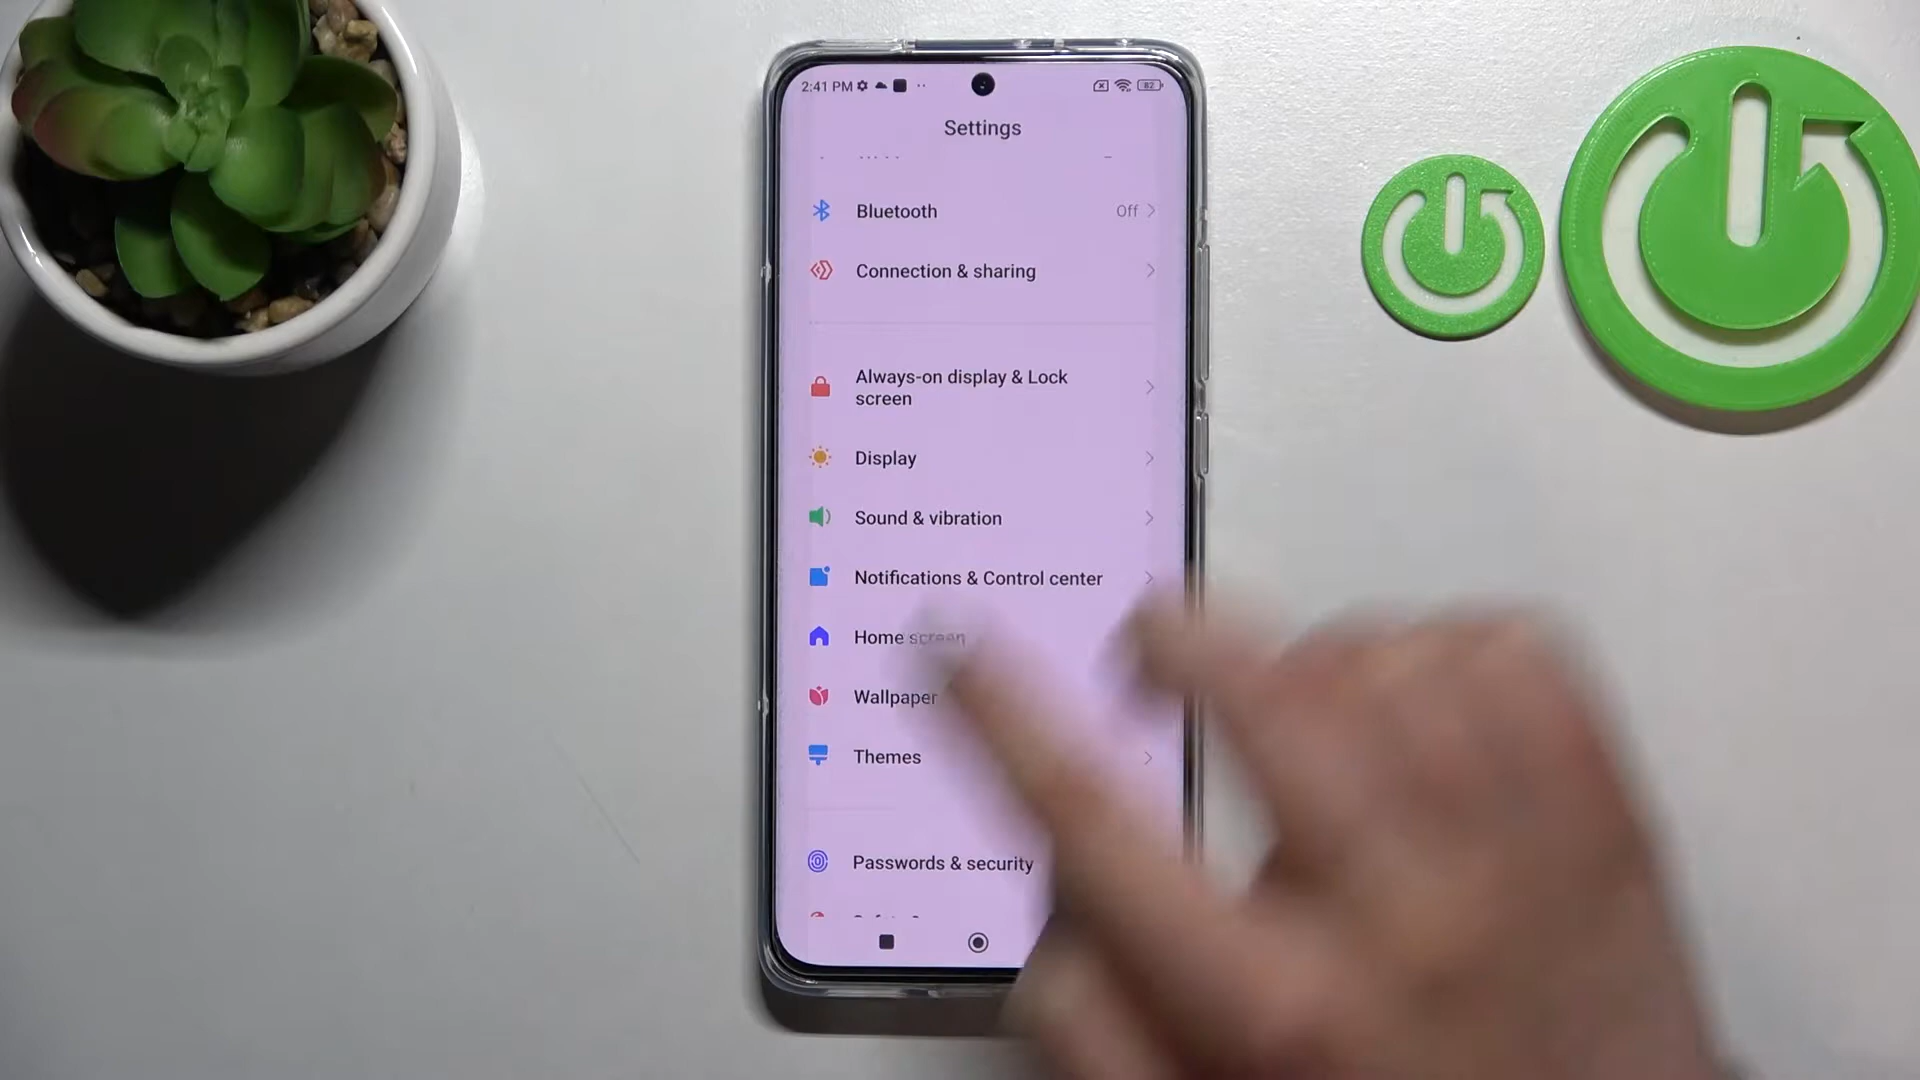 2:41 PM
82
Settings
Bluetooth
Off
Connection & sharing
Always-on display & Lock
screen
Display
Sound & vibration
Notifications & Control center
Home screen
Wallpaper
Themes
Passwords & security